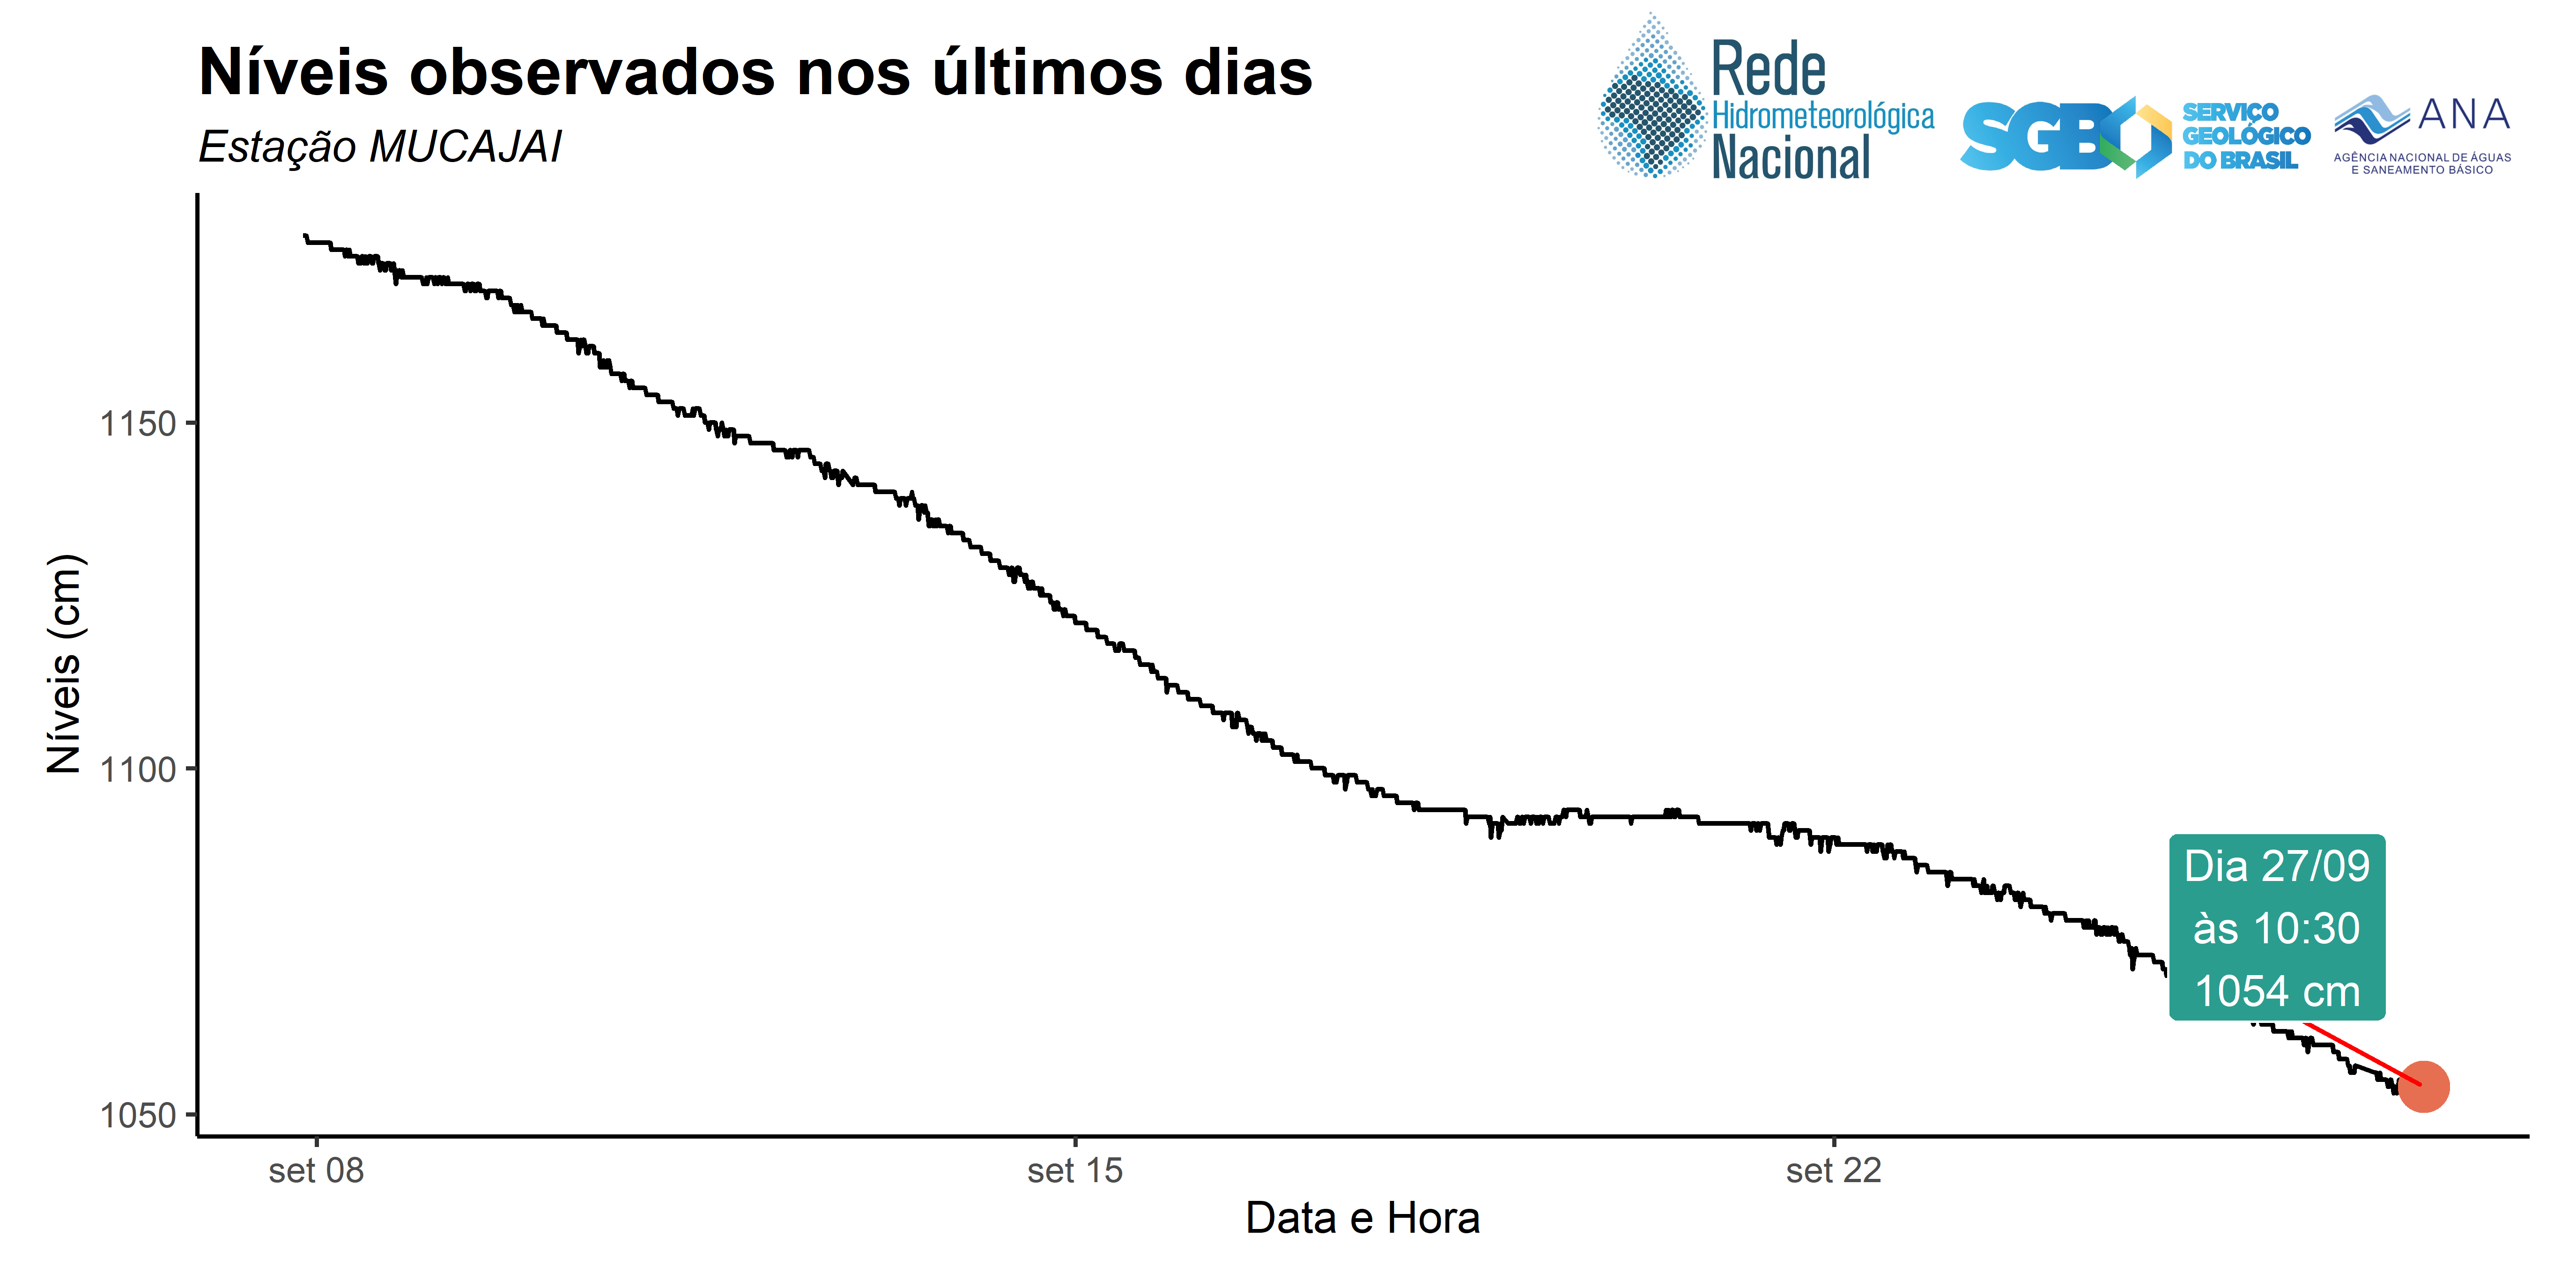 Níveis observados nos últimos dias
Estação MUCAJAI
Rede
Hidrometeorológica
Nacional
SGB
SERVIÇO
GEOLÓGICO
DO BRASIL
ANA
AGÊNCIA NACIONAL DE ÁGUAS
E SANEAMENTO BÁSICO
Níveis (cm)
1150
1100
1050
Dia 27/09
às 10:30
1054 cm
set 08
set 15
set 22
Data e Hora